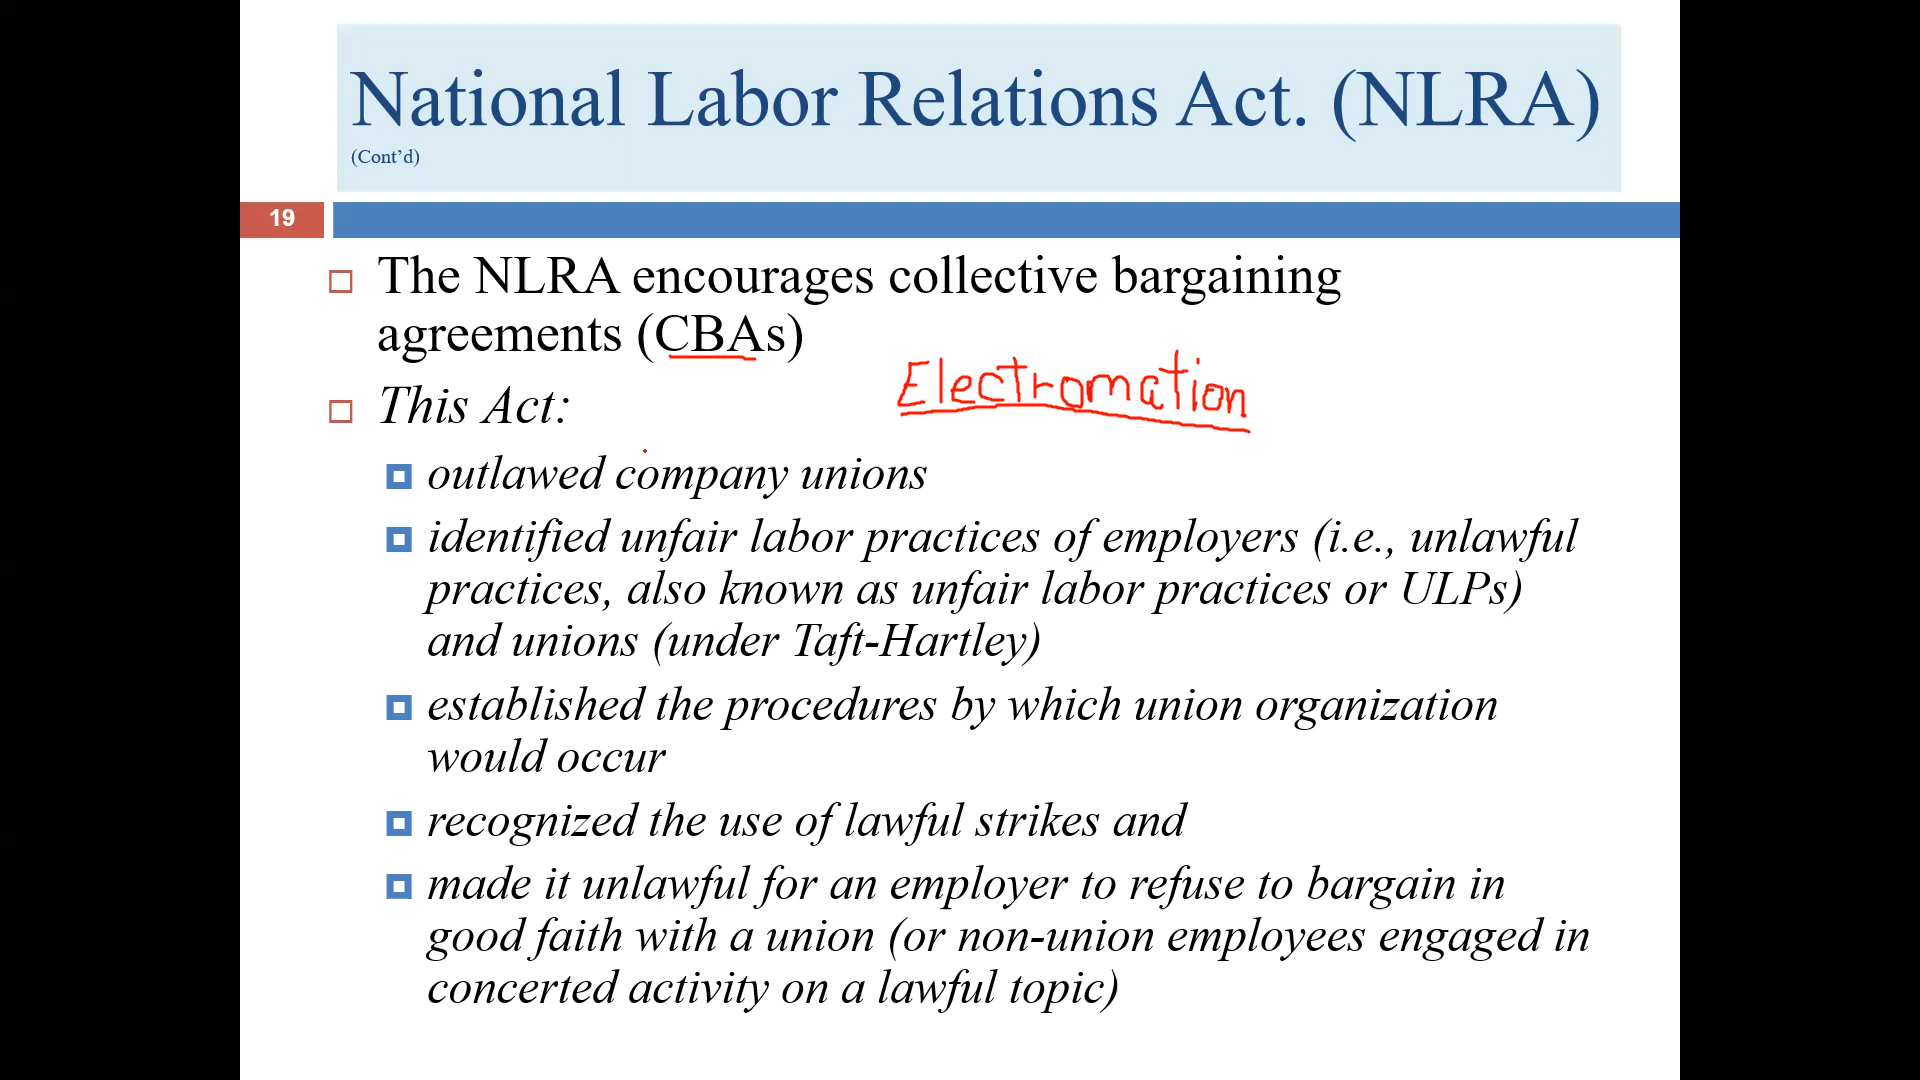 National Labor Relations Act. (NLRA)
(Cont’d)
19
The NLRA encourages collective bargaining
agreements (CBAs)
Electromation
This Act:
outlawed company unions
identified unfair labor practices of employers (i.e., unlawful
practices, also known as unfair labor practices or ULPs)
and unions (under Taft-Hartley)
established the procedures by which union organization
would occur
recognized the use of lawful strikes and
made it unlawful for an employer to refuse to bargain in
good faith with a union (or non-union employees engaged in
concerted activity on a lawful topic)